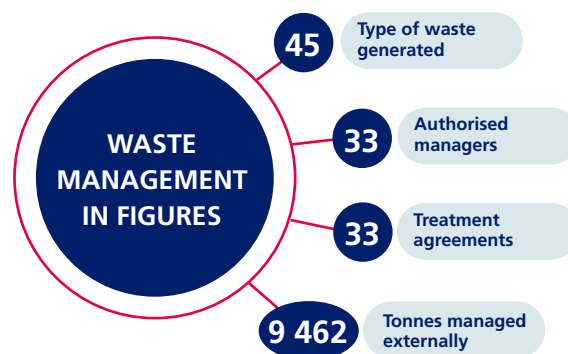 WASTE
MANAGEMENT
IN FIGURES
45
Type of waste
generated
33
Authorised
managers
33
Treatment
agreements
9 462
Tonnes managed
externally